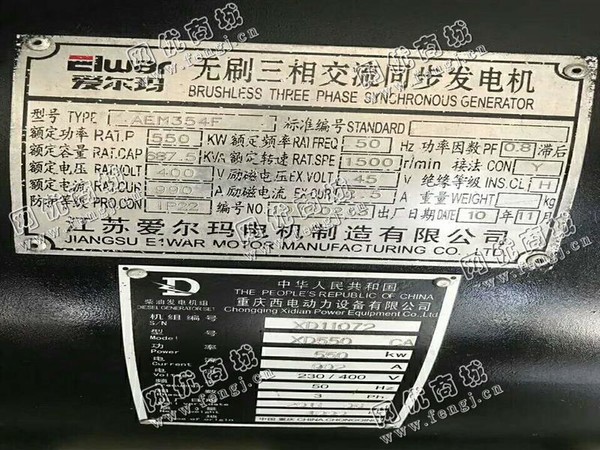 Elwar
爱尔玛
无刷三相交流同步发电机
BRUSHLESS THREE PHASE SYNCHRONOUS GENERATOR
型号 TYPE AEM354F 标准编号 STANDARD
额定功率 RAT.P 550 KW 额定频率 RAT.FREQ 50 Hz 功率因数 PF 0.8 滞后
额定容量 RAT.CAP 687.5 KVA 额定转速 RAT.SPE 1500 r/min 接法 CON Y
额定电压 RAT.VOLT 400 V 励磁电压 EX.VOLT 45 V 绝缘等级 INS.CL H
额定电流 RAT.CUR 990 A 励磁电流 EX.CUR A 重量 WEIGHT kg
防护等级 PRO.CON IP22 编号 NO 出厂日期 DATE 10 年 11 月
江苏爱尔玛电机制造有限公司
JIANGSU E1WAR MOTOR MANUFACTURING CO., LTD
中华人民共和国
THE PEOPLE'S REPUBLIC OF CHINA
柴油发电机组
DIESEL GENERATOR SET
重庆西电动力设备有限公司
Chongqing Xidian Power Equipment Co.,Ltd
机组编号
S/N XD11072
型号
Model XD550 CA
功率
Power 550 kw
电流
Current 992 A
电压
230/400 V
50 Hz
3 Ph
中国 重庆 CHINA CHONGQING
网优商城
www.fengj.cn